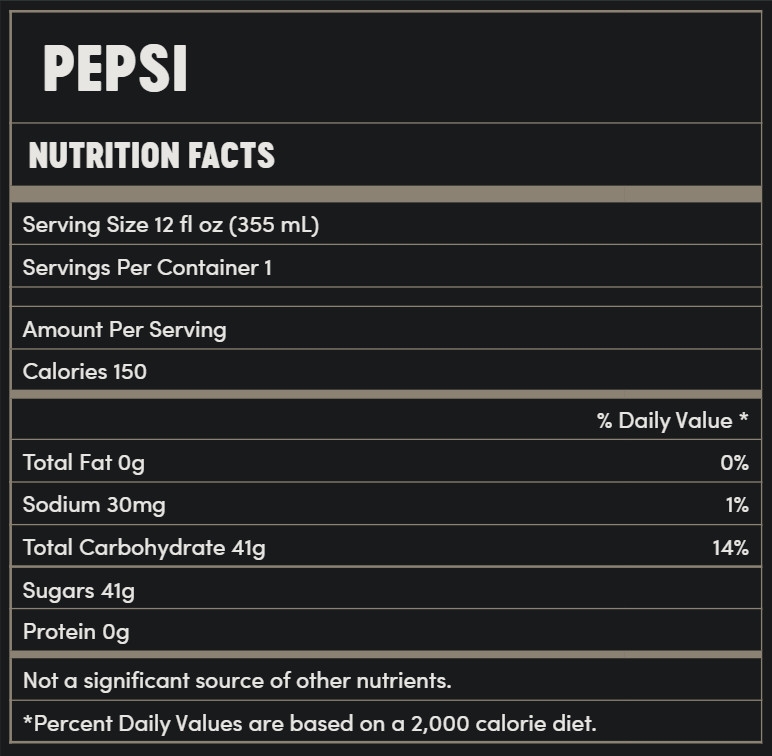 PEPSI
NUTRITION FACTS
Serving Size 12 fl oz (355 mL)
Servings Per Container 1
Amount Per Serving
Calories 150
% Daily Value *
Total Fat 0g 0%
Sodium 30mg 1%
Total Carbohydrate 41g 14%
Sugars 41g
Protein 0g
Not a significant source of other nutrients.
*Percent Daily Values are based on a 2,000 calorie diet.